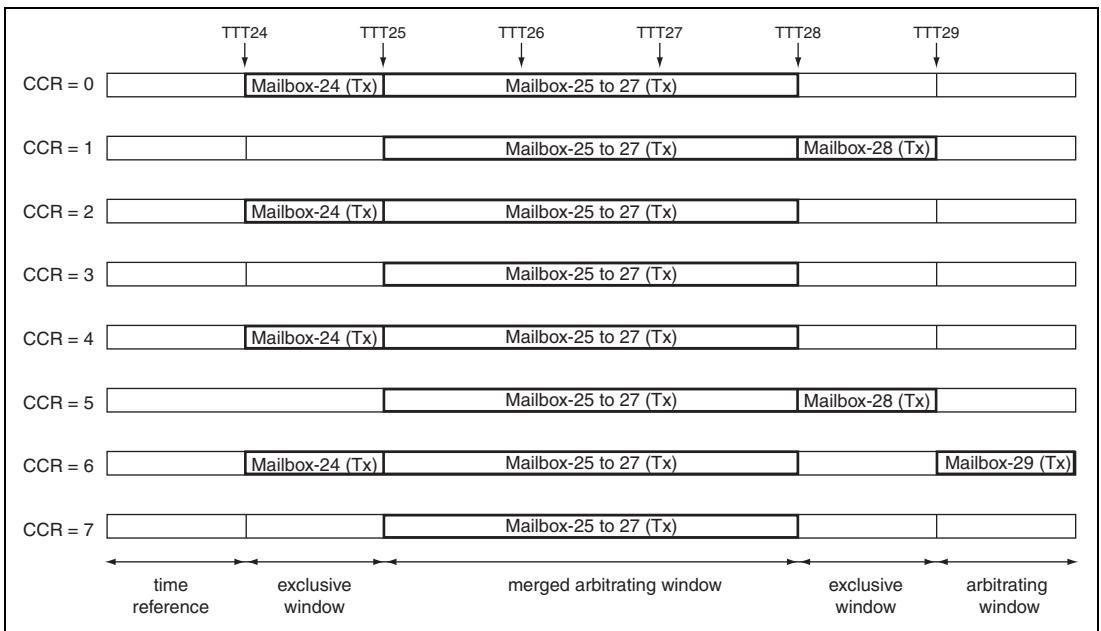 TTT24 TTT25 TTT26 TTT27 TTT28 TTT29
CCR = 0 Mailbox-24 (Tx) Mailbox-25 to 27 (Tx)
CCR = 1 Mailbox-25 to 27 (Tx) Mailbox-28 (Tx)
CCR = 2 Mailbox-24 (Tx) Mailbox-25 to 27 (Tx)
CCR = 3 Mailbox-25 to 27 (Tx)
CCR = 4 Mailbox-24 (Tx) Mailbox-25 to 27 (Tx)
CCR = 5 Mailbox-25 to 27 (Tx) Mailbox-28 (Tx)
CCR = 6 Mailbox-24 (Tx) Mailbox-25 to 27 (Tx) Mailbox-29 (Tx)
CCR = 7 Mailbox-25 to 27 (Tx)
time exclusive merged arbitrating window exclusive arbitrating
reference window window window